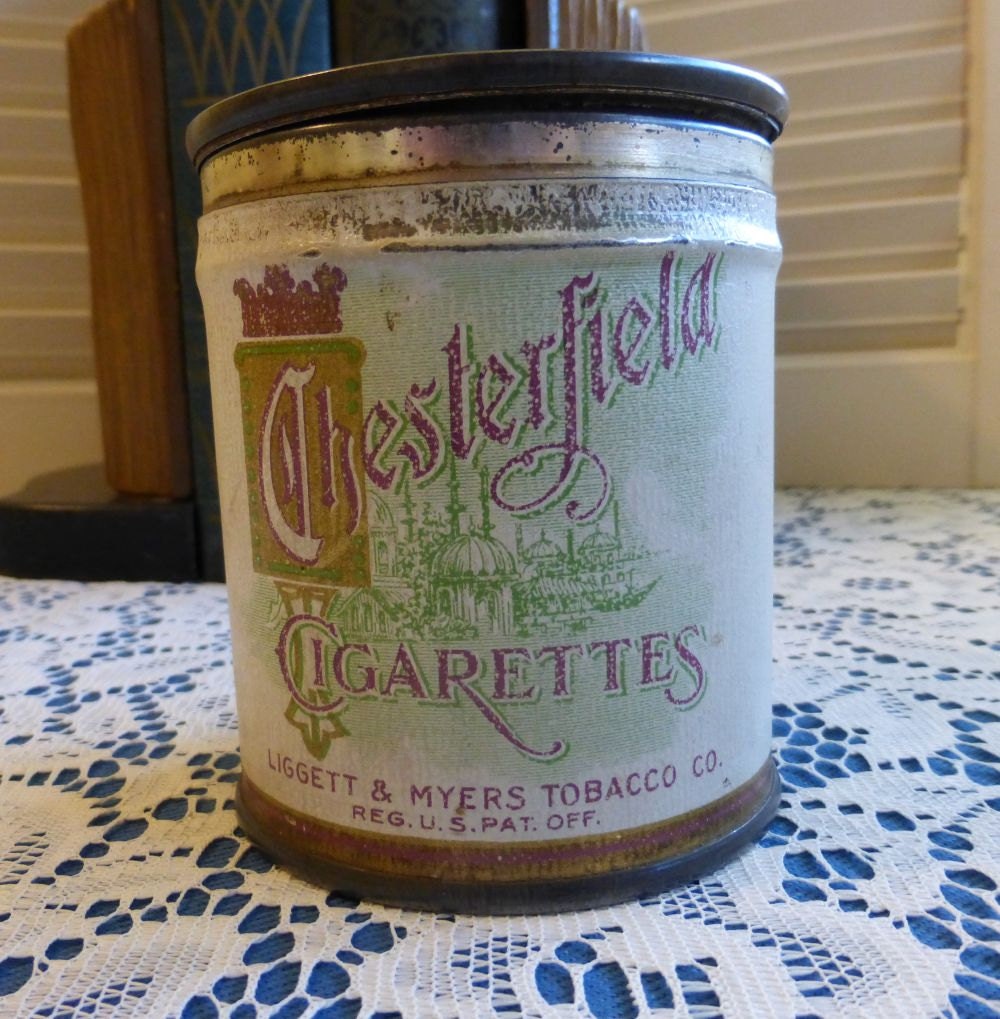 Chesterfield
CIGARETTES
LIGGETT & MYERS TOBACCO CO.
REG. U.S. PAT. OFF.